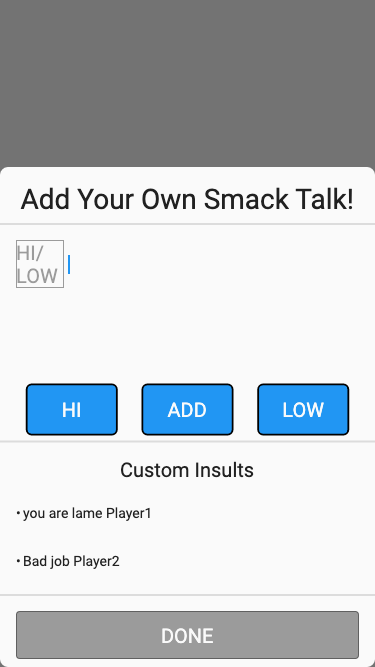 Add Your Own Smack Talk!
HI/
LOW
HI
ADD
LOW
Custom Insults
• you are lame Player1
• Bad job Player2
DONE